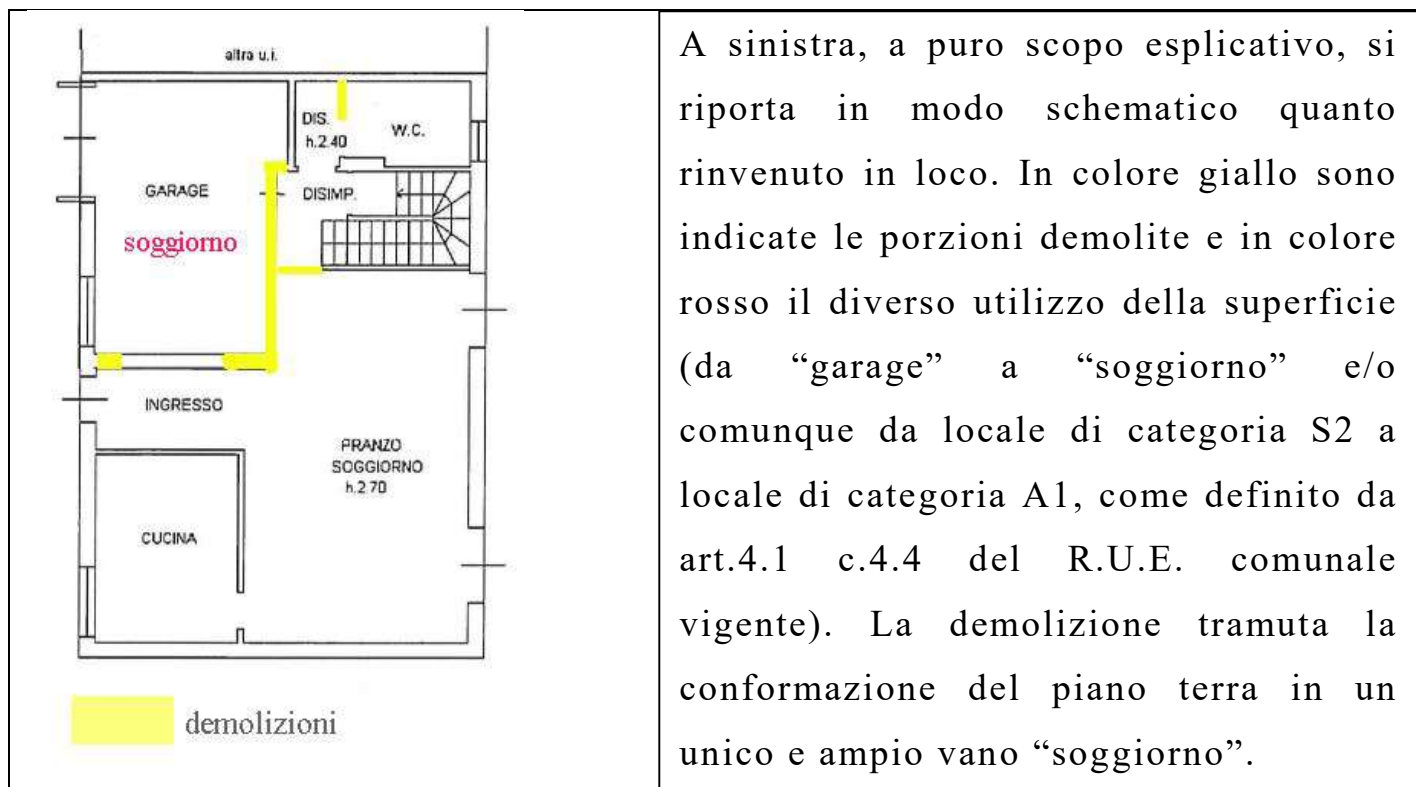 altra u.i.
DIS.
h.2.40
W.C.
GARAGE
DISIMP.
soggiorno
INGRESSO
PRANZO
SOGGIORNO
h.2.70
CUCINA
demolizioni
A sinistra, a puro scopo esplicativo, si
riporta in modo schematico quanto
rinvenuto in loco. In colore giallo sono
indicate le porzioni demolite e in colore
rosso il diverso utilizzo della superficie
(da “garage” a “soggiorno” e/o
comunque da locale di categoria S2 a
locale di categoria A1, come definito da
art.4.1 c.4.4 del R.U.E. comunale
vigente). La demolizione tramuta la
conformazione del piano terra in un
unico e ampio vano “soggiorno”.